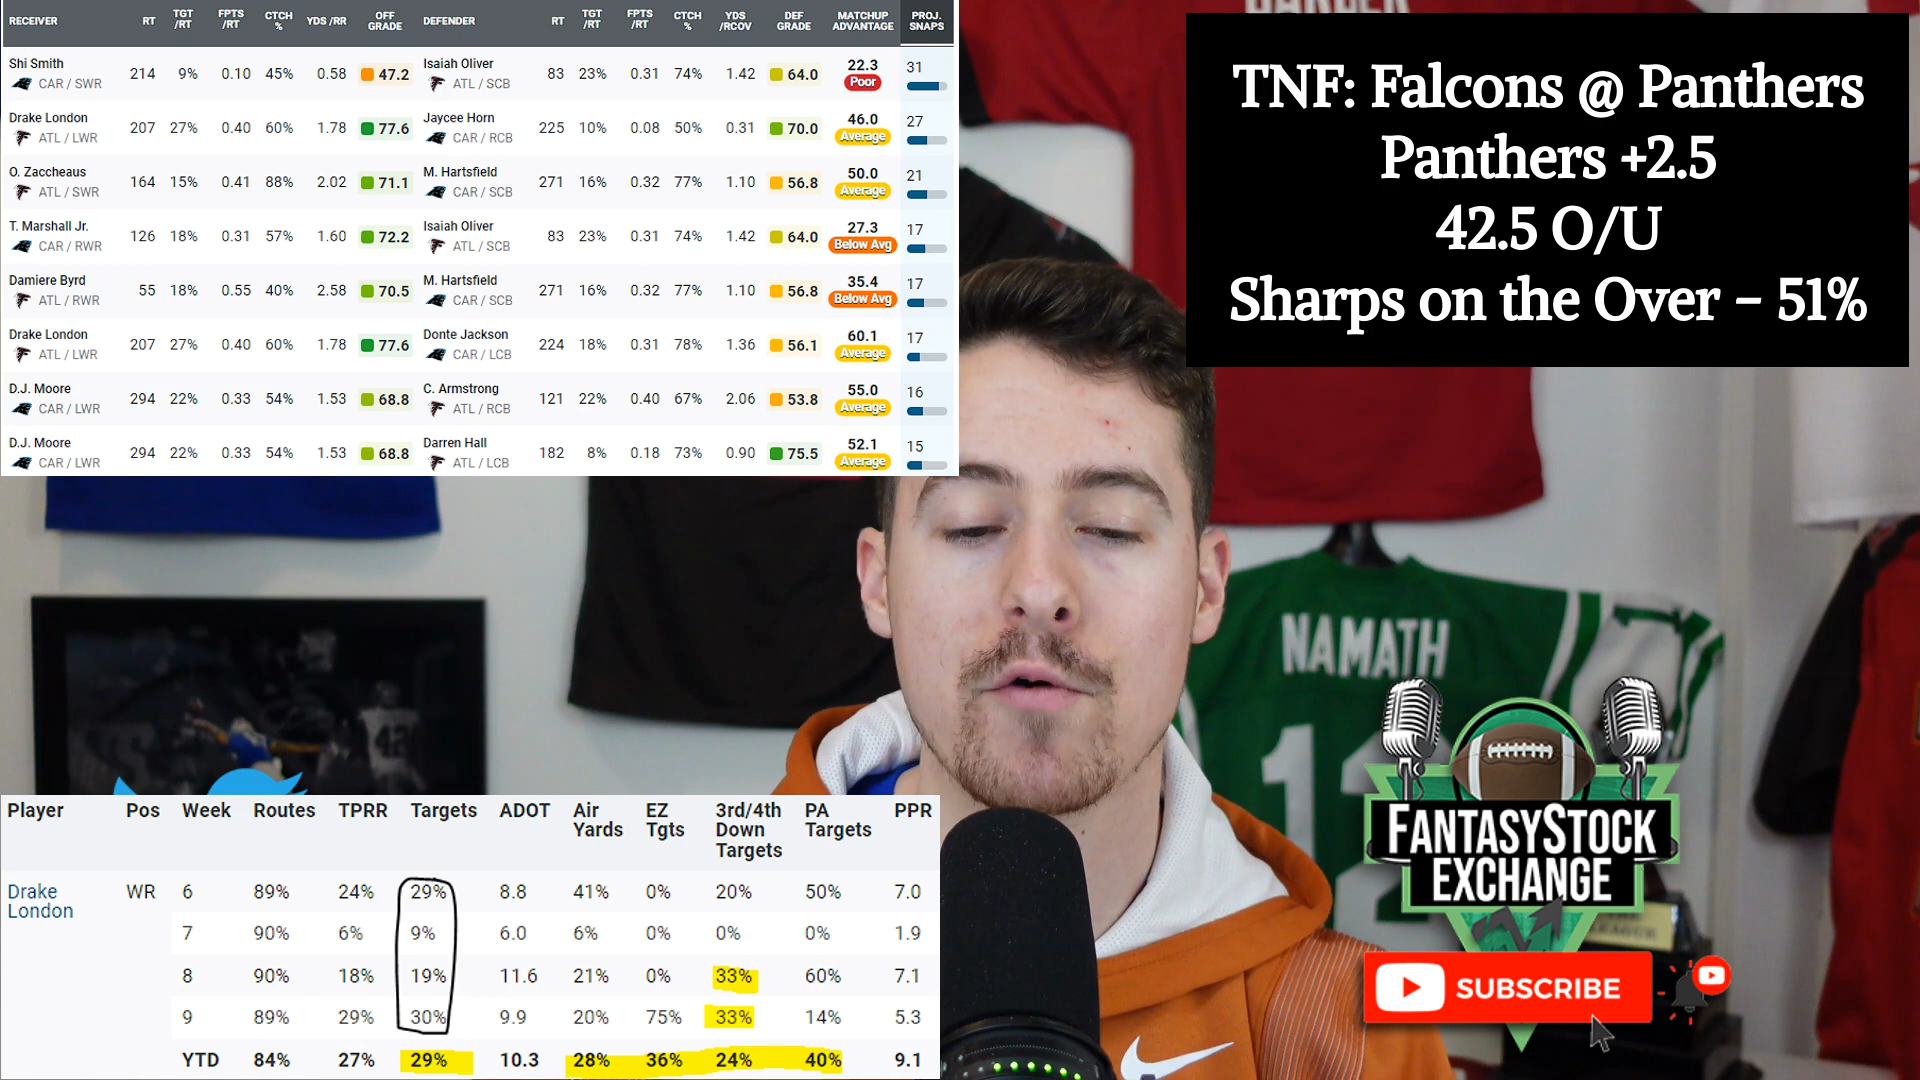 RECEIVER RT TGT /RT FPTS /RT CTCH % YDS /RR OFF GRADE DEFENDER RT TGT /RT FPTS /RT CTCH % YDS /RCOV DEF GRADE MATCHUP ADVANTAGE PROJ. SNAPS
Shi Smith CAR / SWR 214 9% 0.10 45% 0.58 47.2 Isaiah Oliver ATL / SCB 83 23% 0.31 74% 1.42 64.0 22.3 Poor 31
Drake London ATL / LWR 207 27% 0.40 60% 1.78 77.6 Jaycee Horn CAR / RCB 225 10% 0.08 50% 0.31 70.0 46.0 Average 27
O. Zaccheaus ATL / SWR 164 15% 0.41 88% 2.02 71.1 M. Hartsfield CAR / SCB 271 16% 0.32 77% 1.10 56.8 50.0 Average 21
T. Marshall Jr. CAR / RWR 126 18% 0.31 57% 1.60 72.2 Isaiah Oliver ATL / SCB 83 23% 0.31 74% 1.42 64.0 27.3 Below Avg 17
Damiere Byrd ATL / RWR 55 18% 0.55 40% 2.58 70.5 M. Hartsfield CAR / SCB 271 16% 0.32 77% 1.10 56.8 35.4 Below Avg 17
Drake London ATL / LWR 207 27% 0.40 60% 1.78 77.6 Donte Jackson CAR / LCB 224 18% 0.31 78% 1.36 56.1 60.1 Average 17
D.J. Moore CAR / LWR 294 22% 0.33 54% 1.53 68.8 C. Armstrong ATL / RCB 121 22% 0.40 67% 2.06 53.8 55.0 Average 16
D.J. Moore CAR / LWR 294 22% 0.33 54% 1.53 68.8 Darren Hall ATL / LCB 182 8% 0.18 73% 0.90 75.5 52.1 Average 15
TNF: Falcons @ Panthers
Panthers +2.5
42.5 O/U
Sharps on the Over – 51%
NAMATH
12
42
FANTASYSTOCK
EXCHANGE
SUBSCRIBE
Player Pos Week Routes TPRR Targets ADOT Air Yards EZ Tgts 3rd/4th Down Targets PA Targets PPR
Drake London WR 6 89% 24% 29% 8.8 41% 0% 20% 50% 7.0
7 90% 6% 9% 6.0 6% 0% 0% 0% 1.9
8 90% 18% 19% 11.6 21% 0% 33% 60% 7.1
9 89% 29% 30% 9.9 20% 75% 33% 14% 5.3
YTD 84% 27% 29% 10.3 28% 36% 24% 40% 9.1